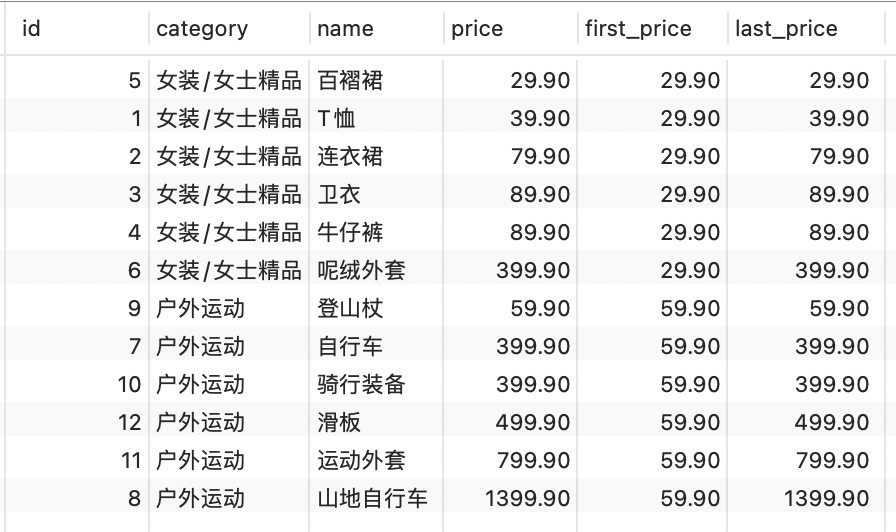 id category name price first_price last_price
5 女装/女士精品 百褶裙 29.90 29.90 29.90
1 女装/女士精品 T恤 39.90 29.90 39.90
2 女装/女士精品 连衣裙 79.90 29.90 79.90
3 女装/女士精品 卫衣 89.90 29.90 89.90
4 女装/女士精品 牛仔裤 89.90 29.90 89.90
6 女装/女士精品 呢绒外套 399.90 29.90 399.90
9 户外运动 登山杖 59.90 59.90 59.90
7 户外运动 自行车 399.90 59.90 399.90
10 户外运动 骑行装备 399.90 59.90 399.90
12 户外运动 滑板 499.90 59.90 499.90
11 户外运动 运动外套 799.90 59.90 799.90
8 户外运动 山地自行车 1399.90 59.90 1399.90